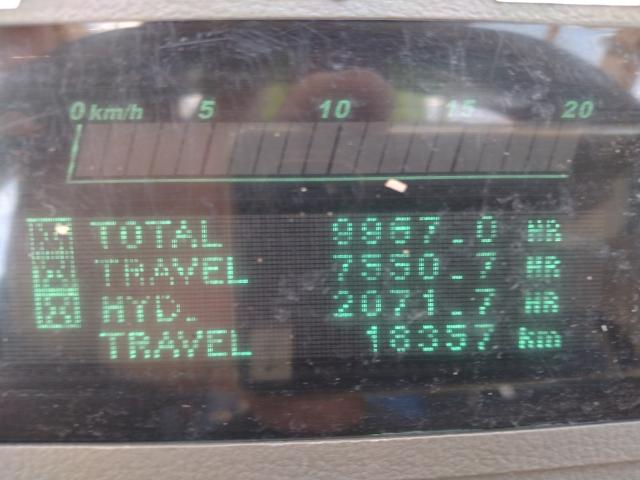 0 km/h 5 10 15 20
TOTAL 9967.0 HR
TRAVEL 7550.7 HR
HYD. 2071.7 HR
TRAVEL 18357 km